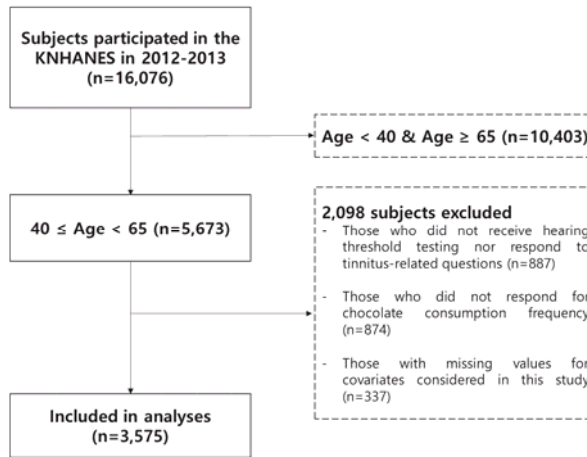 Subjects participated in the
KNHANES in 2012-2013
(n=16,076)
Age < 40 & Age ≥ 65 (n=10,403)
40 ≤ Age < 65 (n=5,673)
2,098 subjects excluded
- Those who did not receive hearing
threshold testing nor respond to
tinnitus-related questions (n=887)
- Those who did not respond for
chocolate consumption frequency
(n=874)
- Those with missing values for
covariates considered in this study
(n=337)
Included in analyses
(n=3,575)